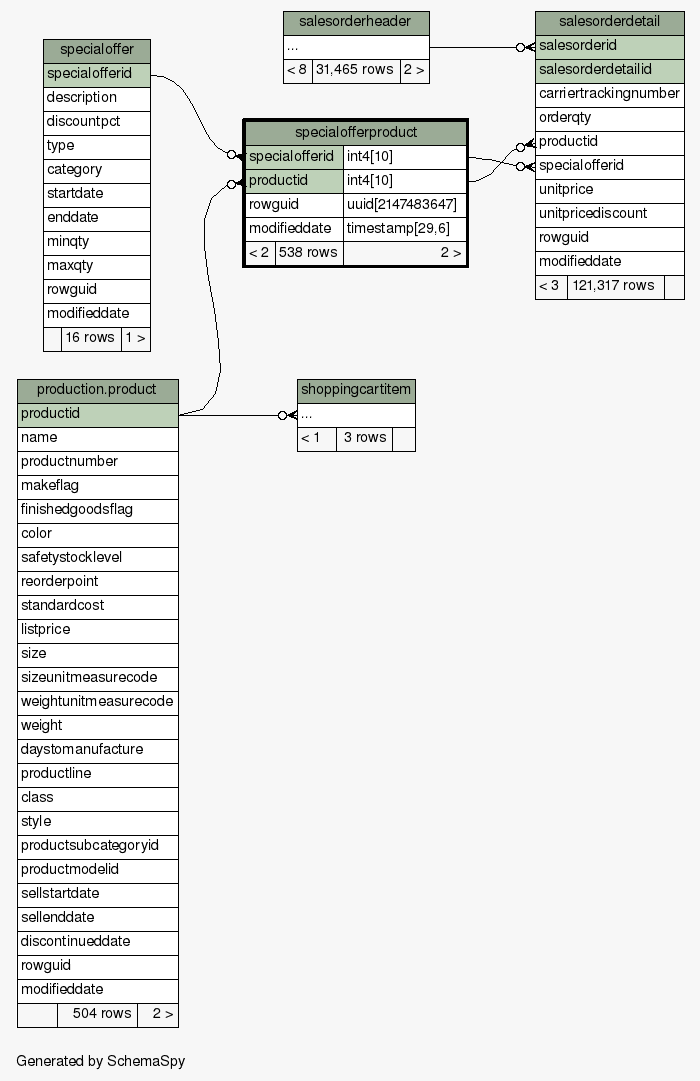 specialoffer
specialofferid
description
discountpct
type
category
startdate
enddate
minqty
maxqty
rowguid
modifieddate
16 rows 1 >
salesorderheader
...
< 8 31,465 rows 2 >
salesorderdetail
salesorderid
salesorderdetailid
carriertrackingnumber
orderqty
productid
specialofferid
unitprice
unitpricediscount
rowguid
modifieddate
< 3 121,317 rows
specialofferproduct
specialofferid int4[10]
productid int4[10]
rowguid uuid[2147483647]
modifieddate timestamp[29,6]
< 2 538 rows 2 >
production.product
productid
name
productnumber
makeflag
finishedgoodsflag
color
safetystocklevel
reorderpoint
standardcost
listprice
size
sizeunitmeasurecode
weightunitmeasurecode
weight
daystomanufacture
productline
class
style
productsubcategoryid
productmodelid
sellstartdate
sellenddate
discontinueddate
rowguid
modifieddate
504 rows 2 >
shoppingcartitem
...
< 1 3 rows
Generated by SchemaSpy